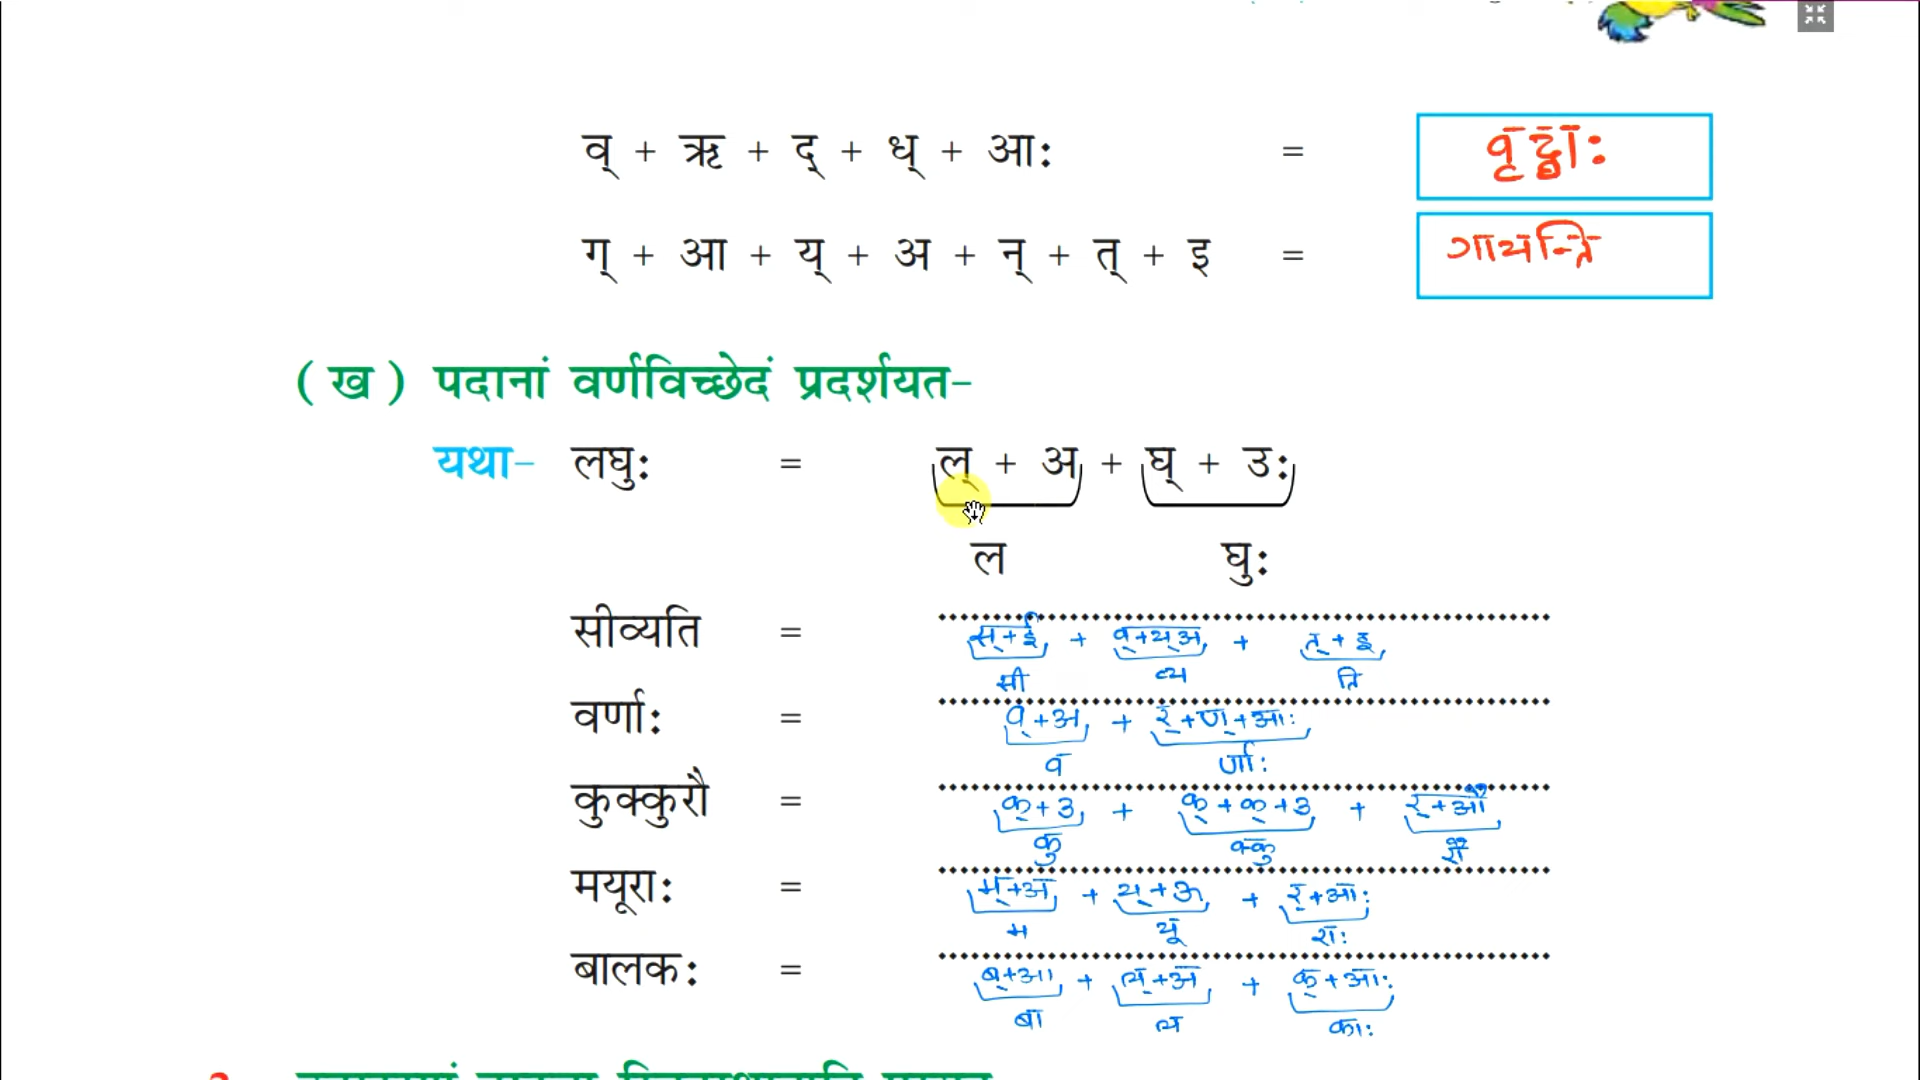 व् + ऋ + द् + ध् + आः = वृद्धाः
ग् + आ + य् + अ + न् + त् + इ = गायन्ति
( ख ) पदानां वर्णविच्छेदं प्रदर्शयत-
यथा- लघुः = ल् + अ + घ् + उः
ल घुः
सीव्यति = स्+ई + व्+य्अ + त्+इ
सी व्य ति
वर्णाः = व्+अ + र्+ण्+आः
व र्णाः
कुक्कुरौ = क्+उ + क्+क्+उ + र्+औ
कु क्कु रौ
मयूराः = म्+अ + य्+ऊ + र्+आः
म यू राः
बालकः = ब्+आ + ल्+अ + क्+आः
बा ल काः